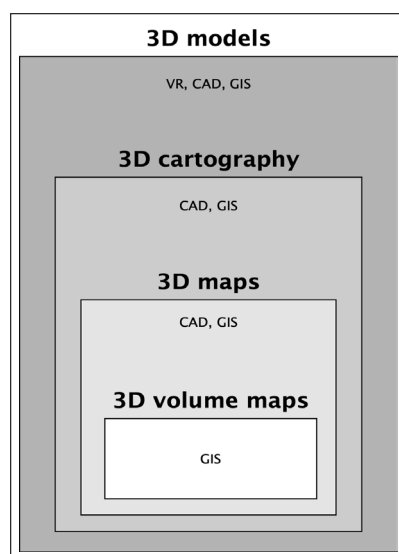 3D models
VR, CAD, GIS
3D cartography
CAD, GIS
3D maps
CAD, GIS
3D volume maps
GIS